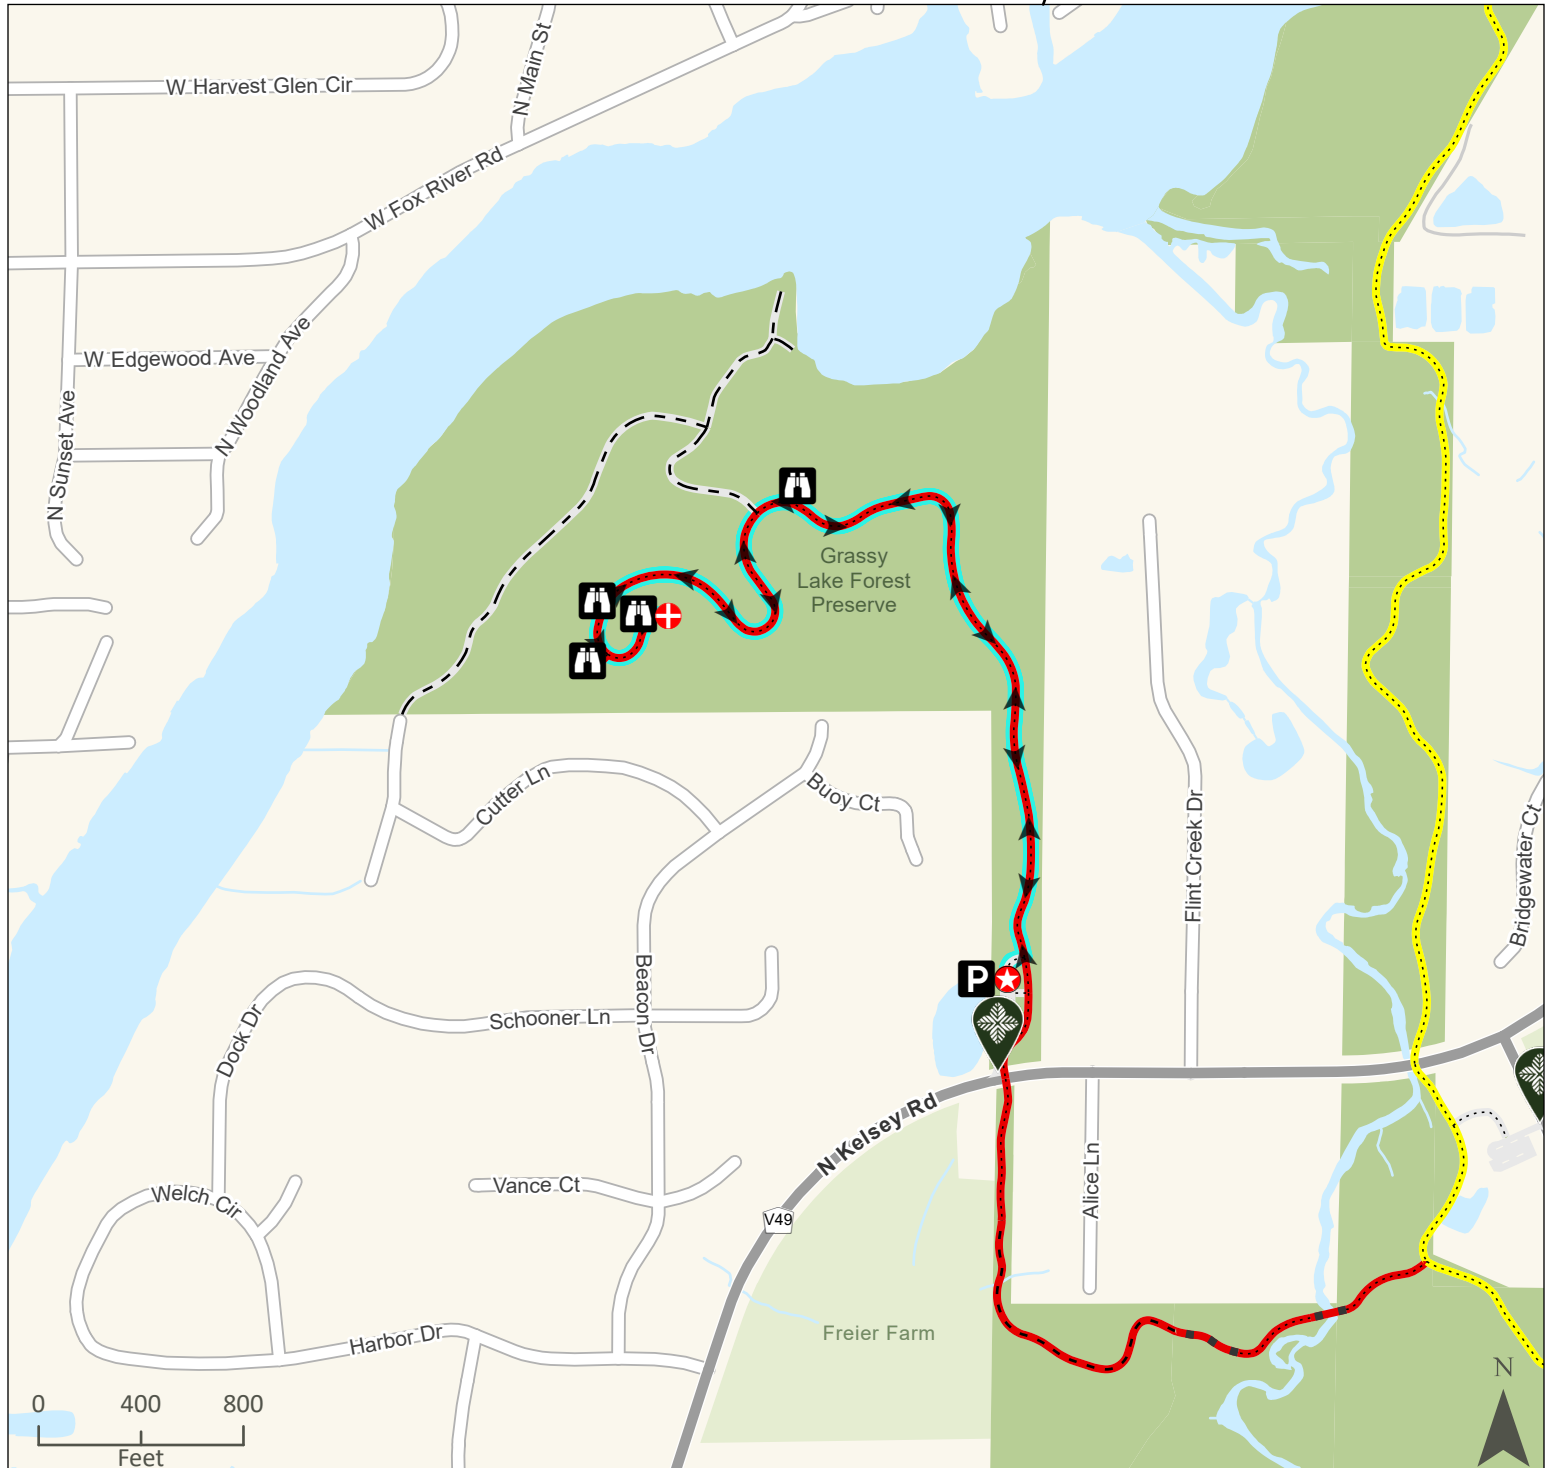 W Harvest Glen Cir
N Main St
W Fox River Rd
W Edgewood Ave
N Woodland Ave
N Sunset Ave
Grassy
Lake Forest
Preserve
Cutter Ln
Buoy Ct
Flint Creek Dr
Bridgewater Ct
P
Beacon Dr
Schooner Ln
Dock Dr
N Kelsey Rd
Alice Ln
Vance Ct
Welch Cir
V49
Harbor Dr
Freier Farm
N
0 400 800
Feet